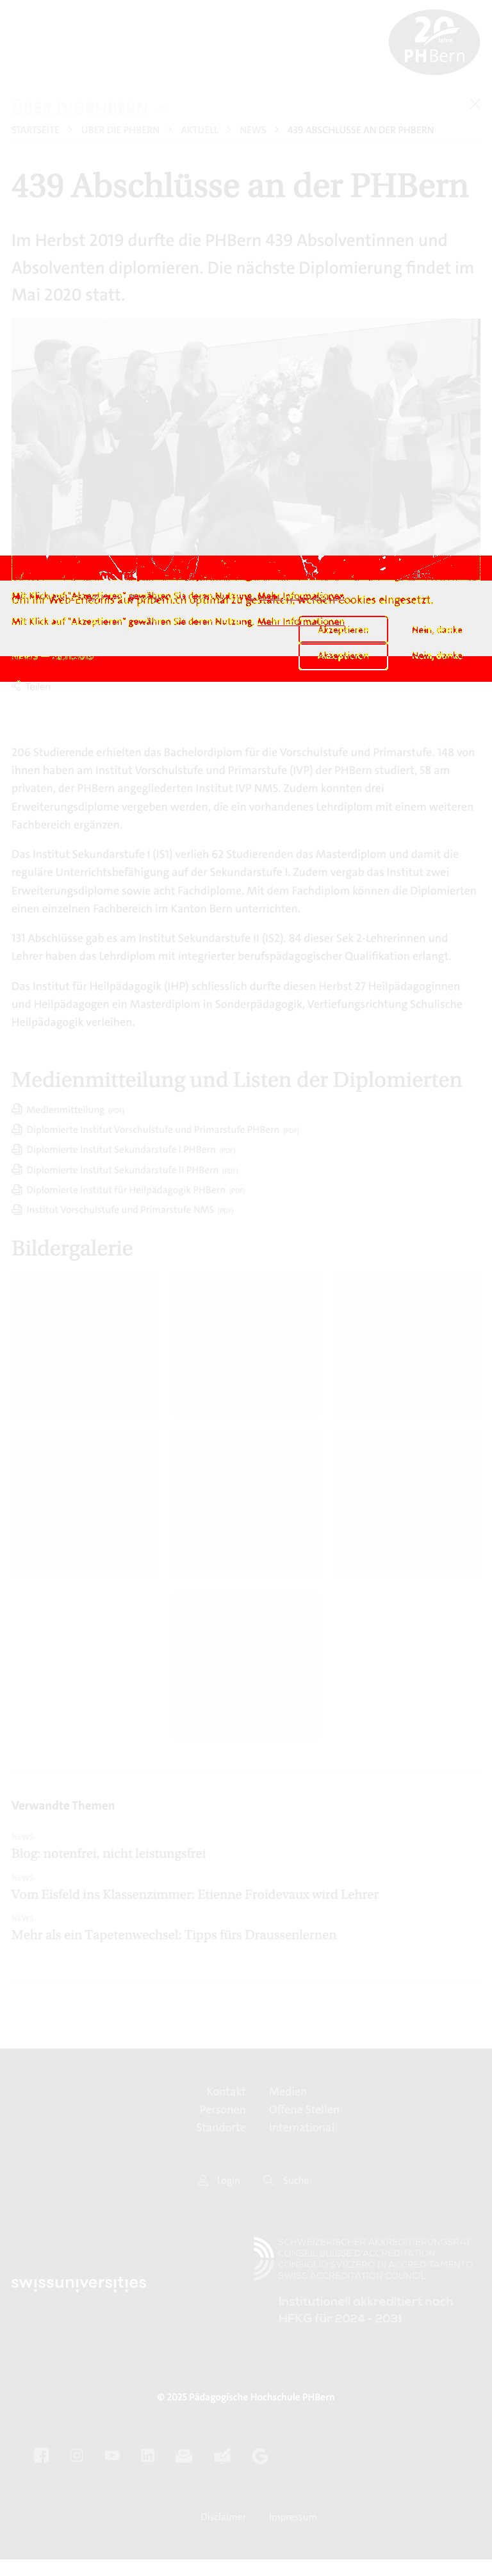 20
Jahre
PHBern
ÜBER DIE PHBERN
STARTSEITE > ÜBER DIE PHBERN > AKTUELL > NEWS > 439 ABSCHLÜSSE AN DER PHBERN
439 Abschlüsse an der PHBern
Im Herbst 2019 durfte die PHBern 439 Absolventinnen und
Absolventen diplomieren. Die nächste Diplomierung findet im
Mai 2020 statt.
Mit Klick auf "Akzeptieren" gewähren Sie deren Nutzung. Mehr Informationen
Um Ihr Web-Erlebnis auf phbern.ch optimal zu gestalten, werden Cookies eingesetzt.
Mit Klick auf "Akzeptieren" gewähren Sie deren Nutzung. Mehr Informationen
Akzeptieren Nein, danke
Akzeptieren Nein, danke
Teilen
206 Studierende erhielten das Bachelordiplom für die Vorschulstufe und Primarstufe. 148 von
ihnen haben am Institut Vorschulstufe und Primarstufe (IVP) der PHBern studiert, 58 am
privaten, der PHBern angegliederten Institut IVP NMS. Zudem konnten drei
Erweiterungsdiplome vergeben werden, die ein vorhandenes Lehrdiplom mit einem weiteren
Fachbereich ergänzen.
Das Institut Sekundarstufe I (IS1) verlieh 62 Studierenden das Masterdiplom und damit die
reguläre Unterrichtsbefähigung auf der Sekundarstufe I. Zudem vergab das Institut zwei
Erweiterungsdiplome sowie acht Fachdiplome. Mit dem Fachdiplom können die Diplomierten
einen einzelnen Fachbereich im Kanton Bern unterrichten.
131 Abschlüsse gab es am Institut Sekundarstufe II (IS2). 84 dieser Sek 2-Lehrerinnen und
Lehrer haben das Lehrdiplom mit integrierter berufspädagogischer Qualifikation erlangt.
Das Institut für Heilpädagogik (IHP) schliesslich durfte diesen Herbst 27 Heilpädagoginnen
und Heilpädagogen ein Masterdiplom in Sonderpädagogik, Vertiefungsrichtung Schulische
Heilpädagogik verleihen.
Medienmitteilung und Listen der Diplomierten
Medienmitteilung (PDF)
Diplomierte Institut Vorschulstufe und Primarstufe PHBern (PDF)
Diplomierte Institut Sekundarstufe I PHBern (PDF)
Diplomierte Institut Sekundarstufe II PHBern (PDF)
Diplomierte Institut für Heilpädagogik PHBern (PDF)
Institut Vorschulstufe und Primarstufe NMS (PDF)
Bildergalerie
Verwandte Themen
NEWS
Blog: notenfrei, nicht leistungsfrei
NEWS
Vom Eisfeld ins Klassenzimmer: Etienne Froidevaux wird Lehrer
NEWS
Mehr als ein Tapetenwechsel: Tipps fürs Draussenlernen
Kontakt Medien
Personen Offene Stellen
Standorte International
Login Suche
SCHWEIZERISCHER AKKREDITIERUNGSRAT
CONSEIL SUISSE D'ACCRÉDITATION
CONSIGLIO SVIZZERO DI ACCREDITAMENTO
SWISS ACCREDITATION COUNCIL
swissuniversities
Institutionell akkreditiert nach
HFKG für 2024 - 2031
© 2025 Pädagogische Hochschule PHBern
Disclaimer Impressum